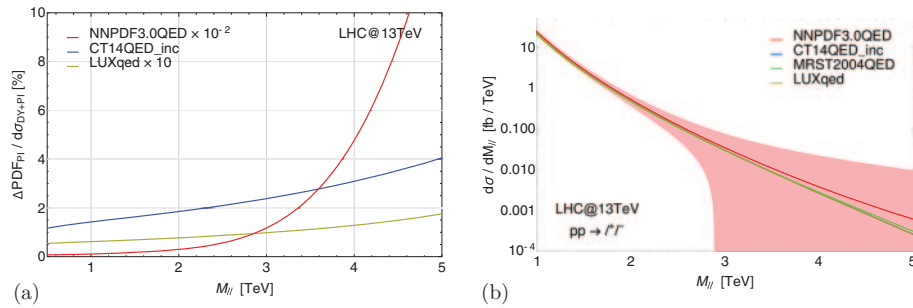 10
8
6
4
2
0
ΔPDF_PI / dσ_DY+PI [%]
NNPDF3.0QED × 10⁻²
CT14QED_inc
LUXqed × 10
LHC@13TeV
1 2 3 4 5
M_ll [TeV]
(a)
10
1
0.100
0.010
0.001
10⁻⁴
dσ / dM_ll [fb / TeV]
NNPDF3.0QED
CT14QED_inc
MRST2004QED
LUXqed
LHC@13TeV
pp → l⁺l⁻
1 2 3 4 5
M_ll [TeV]
(b)